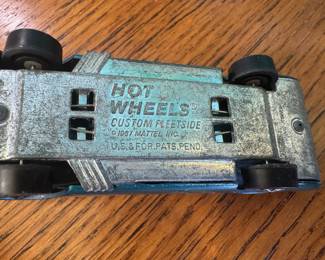 HOT
WHEELS
CUSTOM FLEETSIDE
© 1967 MATTEL INC.
U.S. & FOR. PATS. PEND.